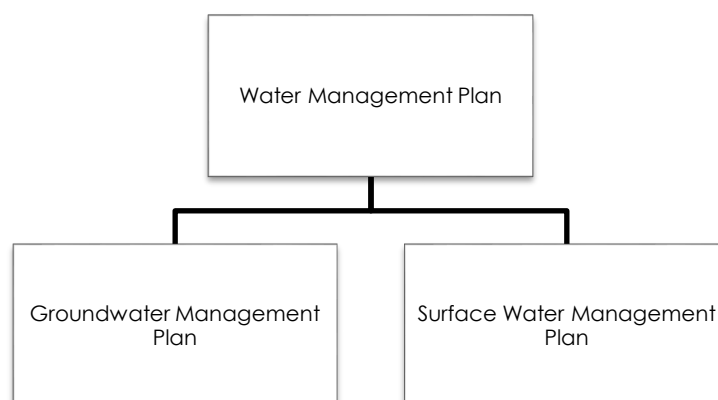 Water Management Plan
Groundwater Management
Plan
Surface Water Management
Plan